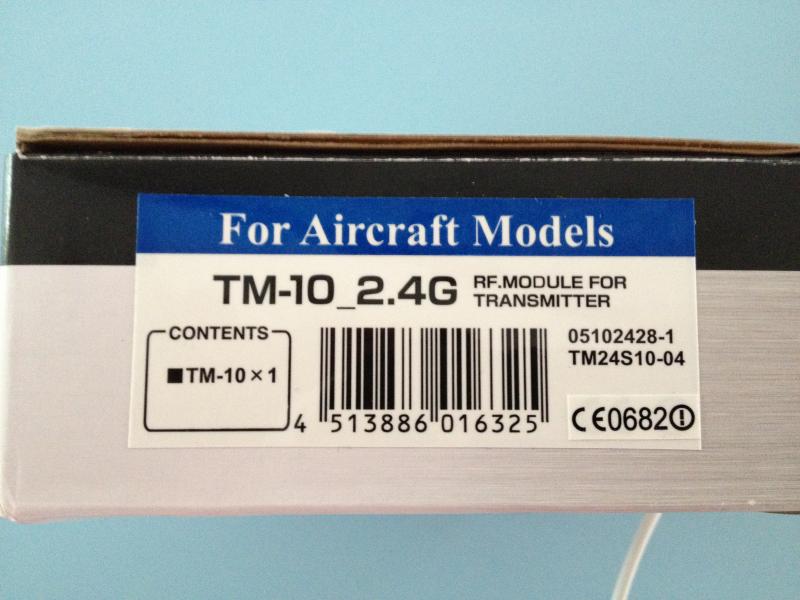 For Aircraft Models
TM-10_2.4G
RF.MODULE FOR
TRANSMITTER
CONTENTS
■TM-10×1
4 513886 016325
05102428-1
TM24S10-04
CE0682